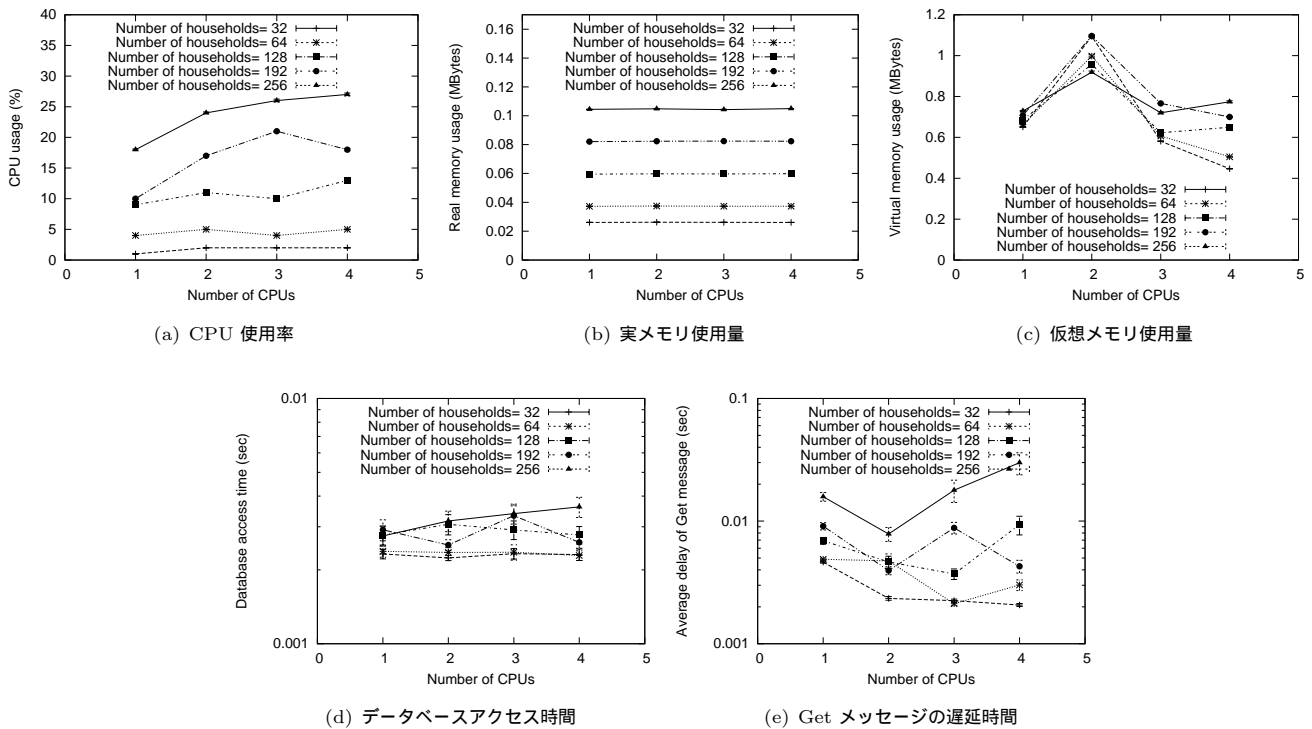 40
35
30
25
20
15
10
5
0
0 1 2 3 4 5
CPU usage (%)
Number of CPUs
Number of households= 32
Number of households= 64
Number of households= 128
Number of households= 192
Number of households= 256
(a) CPU 使用率
0.16
0.14
0.12
0.1
0.08
0.06
0.04
0.02
0
0 1 2 3 4 5
Real memory usage (MBytes)
Number of CPUs
Number of households= 32
Number of households= 64
Number of households= 128
Number of households= 192
Number of households= 256
(b) 実メモリ使用量
1.2
1
0.8
0.6
0.4
0.2
0
0 1 2 3 4 5
Virtual memory usage (MBytes)
Number of CPUs
Number of households= 32
Number of households= 64
Number of households= 128
Number of households= 192
Number of households= 256
(c) 仮想メモリ使用量
0.01
0.001
0 1 2 3 4 5
Database access time (sec)
Number of CPUs
Number of households= 32
Number of households= 64
Number of households= 128
Number of households= 192
Number of households= 256
(d) データベースアクセス時間
0.1
0.01
0.001
0 1 2 3 4 5
Average delay of Get message (sec)
Number of CPUs
Number of households= 32
Number of households= 64
Number of households= 128
Number of households= 192
Number of households= 256
(e) Get メッセージの遅延時間